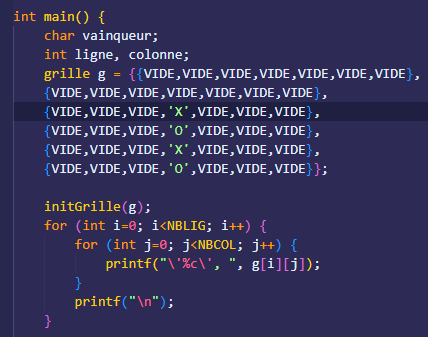 int main() {
char vainqueur;
int ligne, colonne;
grille g = {{VIDE,VIDE,VIDE,VIDE,VIDE,VIDE,VIDE},
{VIDE,VIDE,VIDE,VIDE,VIDE,VIDE,VIDE},
{VIDE,VIDE,VIDE,'X',VIDE,VIDE,VIDE},
{VIDE,VIDE,VIDE,'O',VIDE,VIDE,VIDE},
{VIDE,VIDE,VIDE,'X',VIDE,VIDE,VIDE},
{VIDE,VIDE,VIDE,'O',VIDE,VIDE,VIDE}};
initGrille(g);
for (int i=0; i<NBLIG; i++) {
for (int j=0; j<NBCOL; j++) {
printf("\'%c\', ", g[i][j]);
}
printf("\n");
}